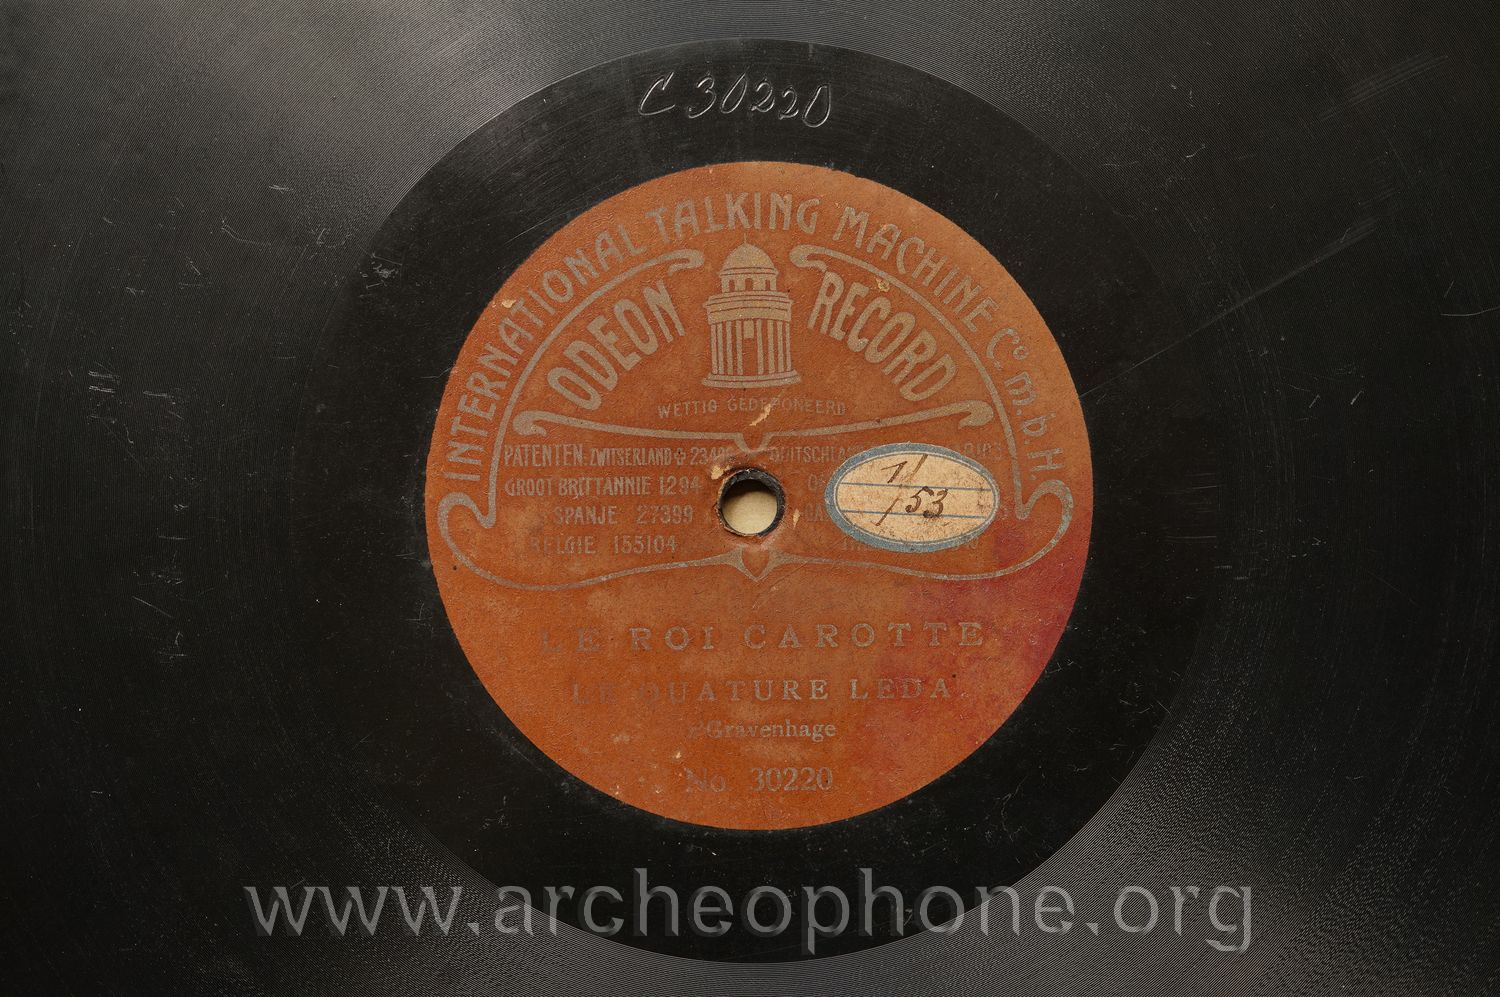 C 30220
INTERNATIONAL TALKING MACHINE Co. m.b.H.
ODEON RECORD
WETTIG GEDEPONEERD
PATENTEN: ZWITSERLAND
GROOT BRITTANNIE 1294
SPANJE 27399
BELGIE 155104
7/53
LE ROI CAROTTE
LE QUATURE LEDA
's Gravenhage
No. 30220
www.archeophone.org